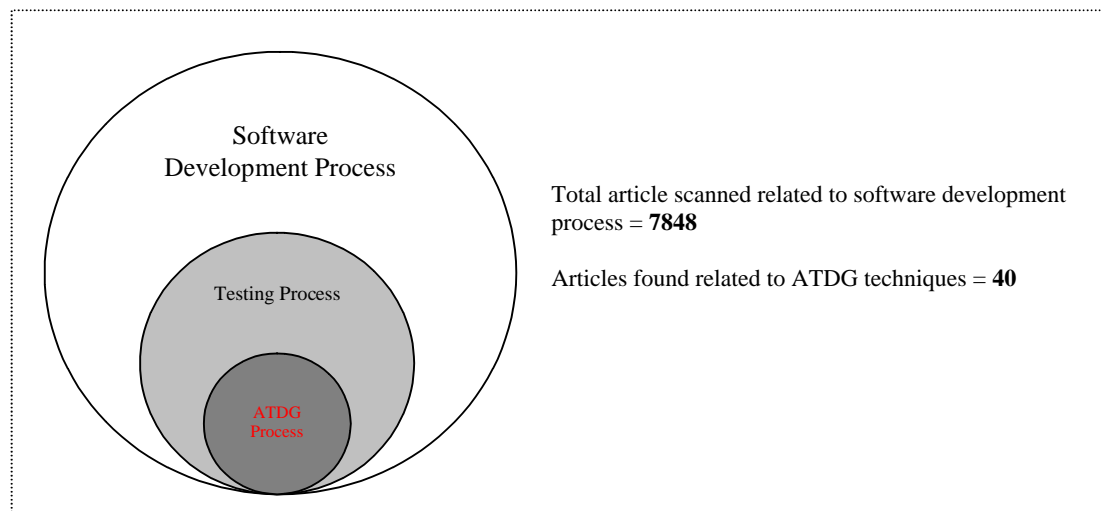 Software
Development Process
Testing Process
ATDG
Process
Total article scanned related to software development
process = 7848
Articles found related to ATDG techniques = 40